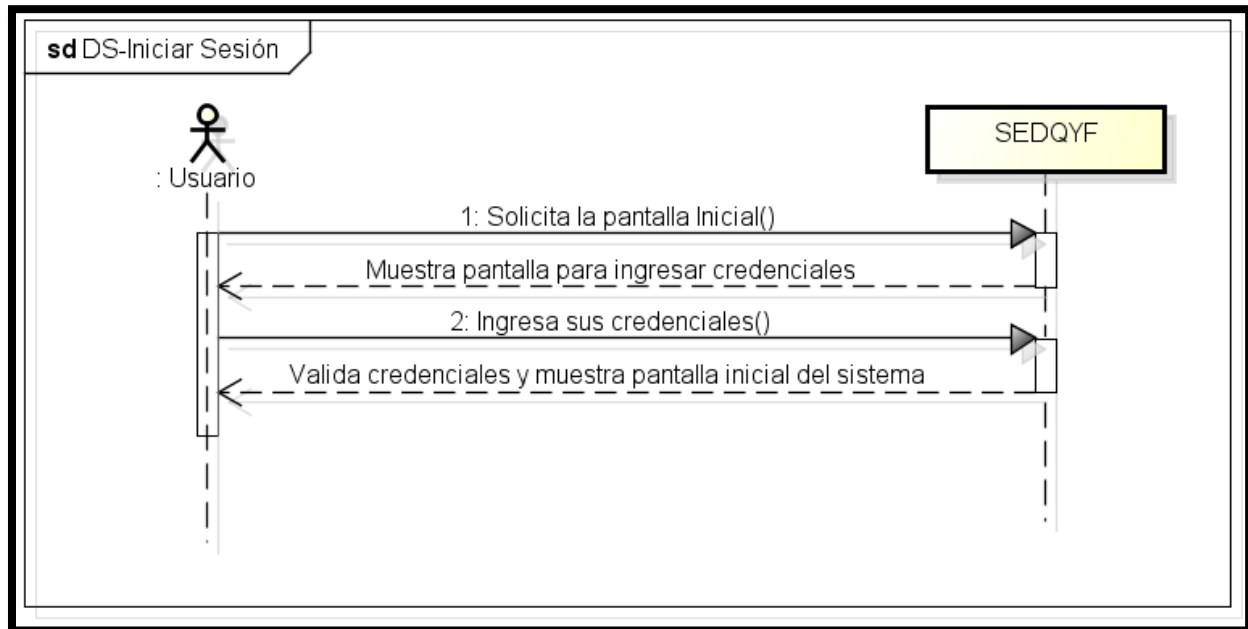 sd DS-Iniciar Sesión
: Usuario
SEDQYF
1: Solicita la pantalla Inicial()
Muestra pantalla para ingresar credenciales
2: Ingresa sus credenciales()
Valida credenciales y muestra pantalla inicial del sistema